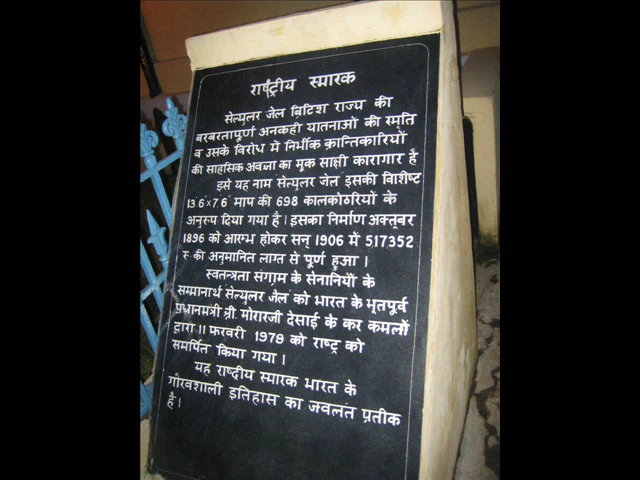 राष्ट्रीय स्मारक
सेल्युलर जेल ब्रिटिश राज्य की
बरबरतापूर्ण अनकही यातनाओं की स्मृति
व उसके विरोध में निर्भीक क्रान्तिकारियों
की साहसिक अवज्ञा का मूक साक्षी कारागार है
इसे यह नाम सेल्युलर जेल इसकी विशिष्ट
13.6×7.6 माप की 698 कालकोठरियों के
अनुरूप दिया गया है। इसका निर्माण अक्तूबर
1896 को आरम्भ होकर सन् 1906 में 517352
रु की अनुमानित लागत से पूर्ण हुआ।
स्वतन्त्रता संग्राम के सेनानियों के
सम्मानार्थ सेल्युलर जेल को भारत के भूतपूर्व
प्रधानमंत्री श्री मोरारजी देसाई के कर कमलों
द्वारा 11 फरवरी 1979 को राष्ट्र को
समर्पित किया गया।
यह राष्ट्रीय स्मारक भारत के
गौरवशाली इतिहास का ज्वलंत प्रतीक
है।